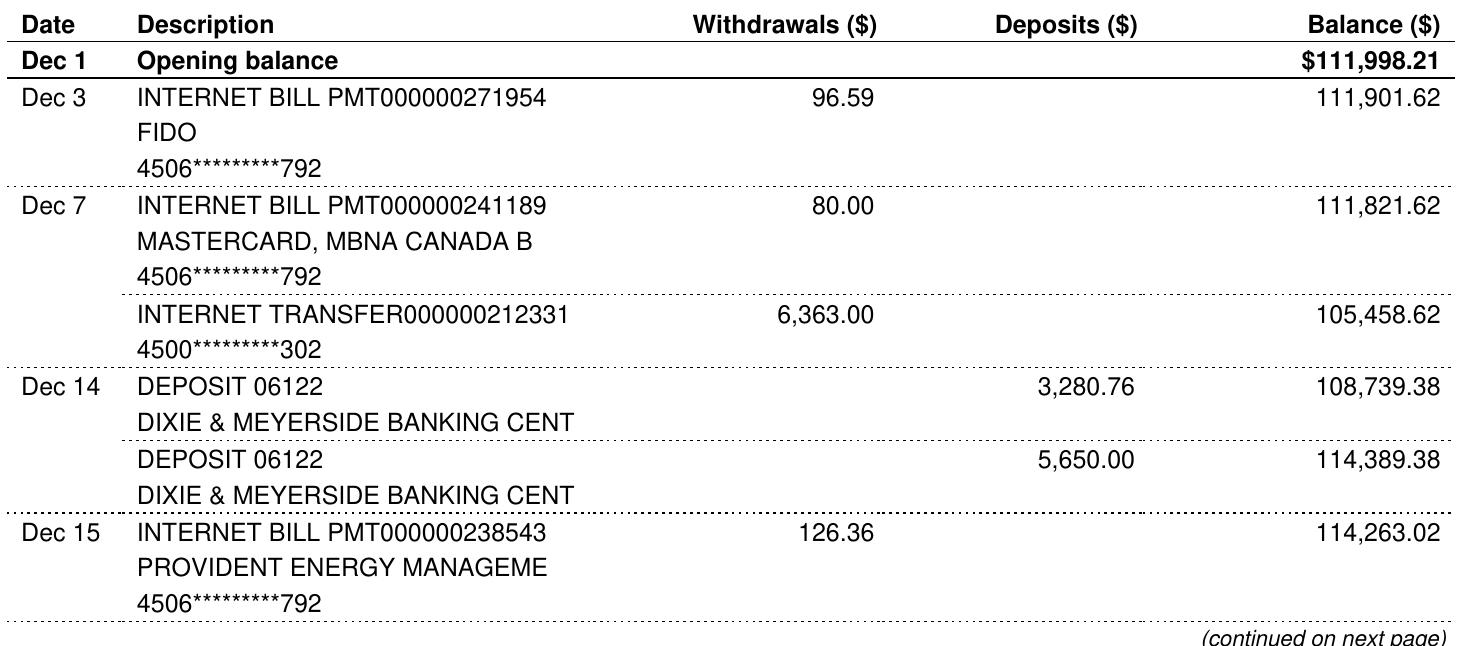 Date Description Withdrawals ($) Deposits ($) Balance ($)
Dec 1 Opening balance $111,998.21
Dec 3 INTERNET BILL PMT000000271954 96.59 111,901.62
FIDO
4506*********792
Dec 7 INTERNET BILL PMT000000241189 80.00 111,821.62
MASTERCARD, MBNA CANADA B
4506*********792
INTERNET TRANSFER000000212331 6,363.00 105,458.62
4500*********302
Dec 14 DEPOSIT 06122 3,280.76 108,739.38
DIXIE & MEYERSIDE BANKING CENT
DEPOSIT 06122 5,650.00 114,389.38
DIXIE & MEYERSIDE BANKING CENT
Dec 15 INTERNET BILL PMT000000238543 126.36 114,263.02
PROVIDENT ENERGY MANAGEME
4506*********792
(continued on next page)